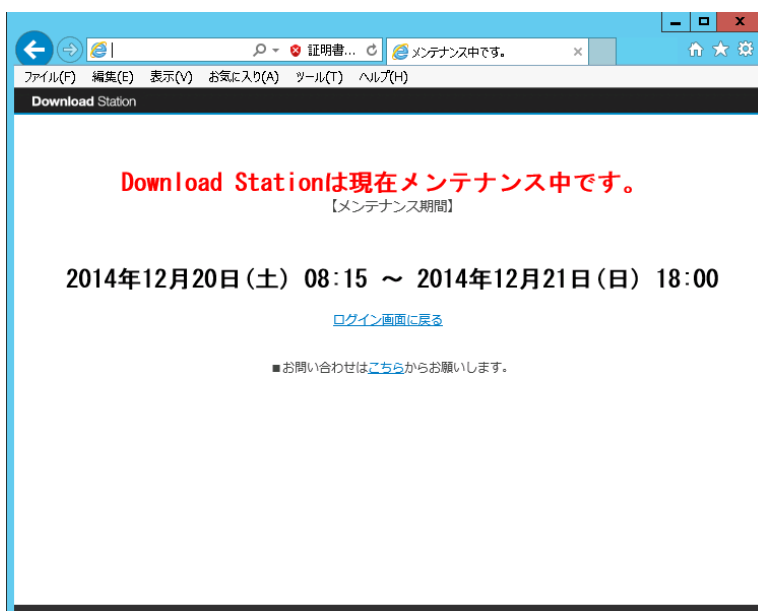 証明書...
メンテナンス中です。
ファイル(F) 編集(E) 表示(V) お気に入り(A) ツール(T) ヘルプ(H)
Download Station
Download Stationは現在メンテナンス中です。
【メンテナンス期間】
2014年12月20日(土) 08:15 ～ 2014年12月21日(日) 18:00
ログイン画面に戻る
■お問い合わせはこちらからお願いします。